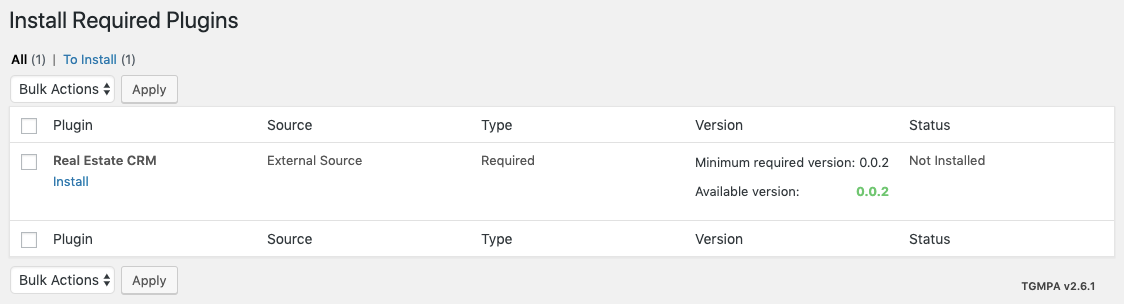 Install Required Plugins
All (1) | To Install (1)
Bulk Actions Apply
Plugin Source Type Version Status
Real Estate CRM External Source Required Minimum required version: 0.0.2 Not Installed
Install
Available version: 0.0.2
Plugin Source Type Version Status
Bulk Actions Apply
TGMPA v2.6.1